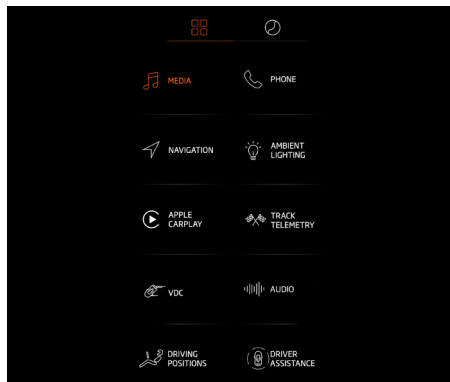 MEDIA
PHONE
NAVIGATION
AMBIENT
LIGHTING
APPLE
CARPLAY
TRACK
TELEMETRY
VDC
AUDIO
DRIVING
POSITIONS
DRIVER
ASSISTANCE